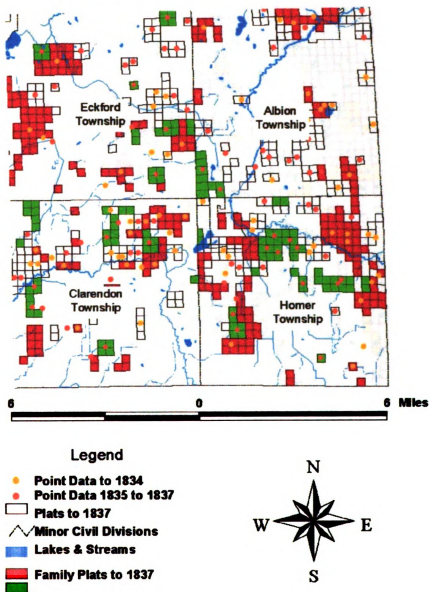 Eckford
Township
Albion
Township
Clarendon
Township
Homer
Township
6 0 6 Miles
Legend
Point Data to 1834
Point Data 1835 to 1837
Plats to 1837
Minor Civil Divisions
Lakes & Streams
Family Plats to 1837
N
W E
S